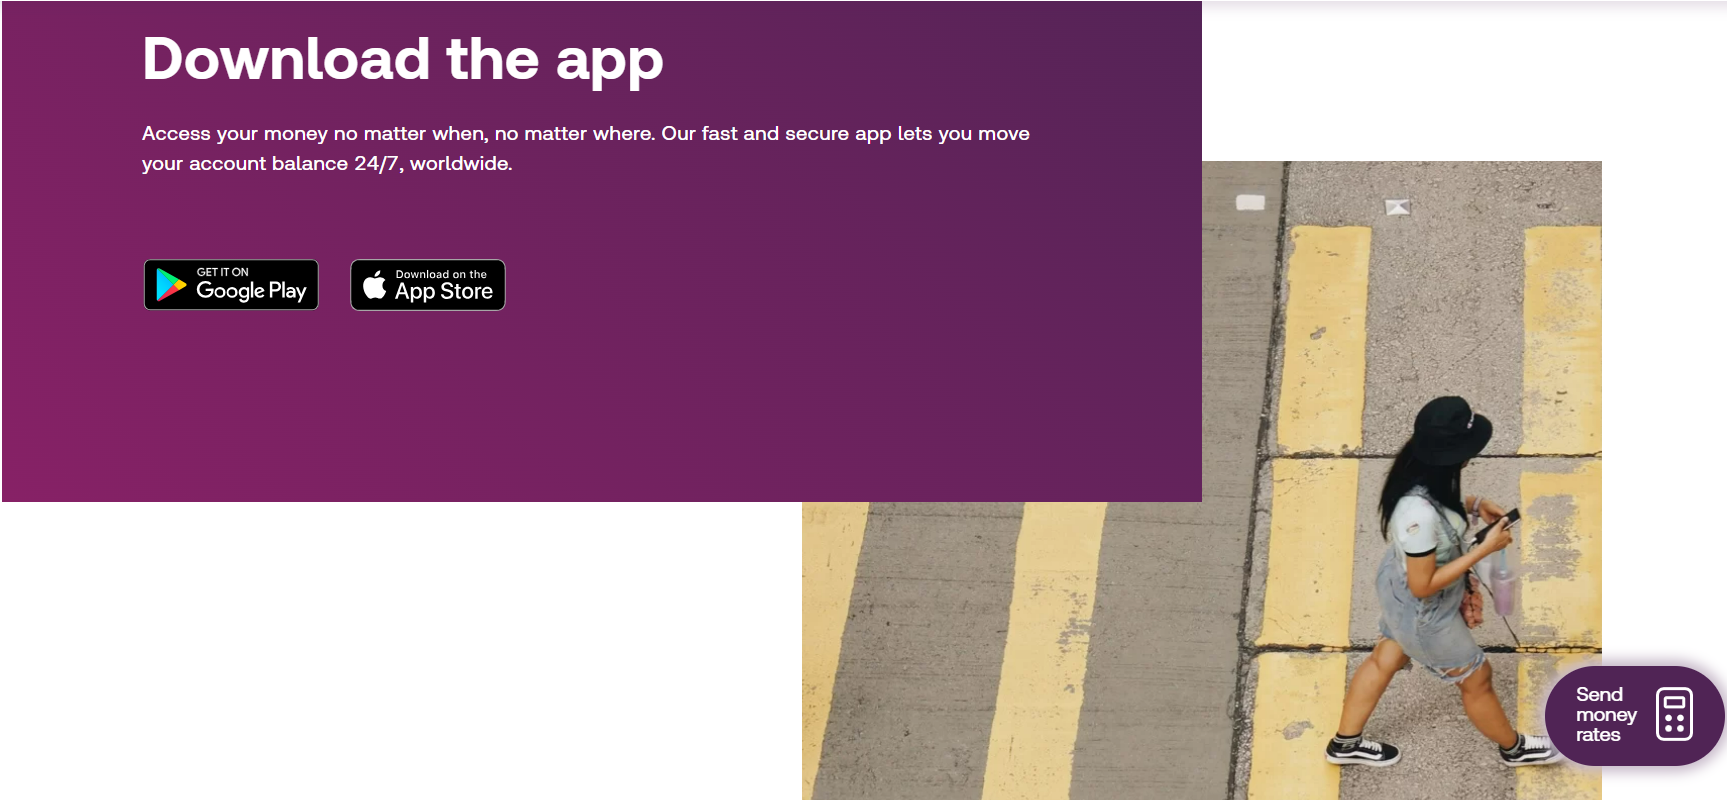 Download the app
Access your money no matter when, no matter where. Our fast and secure app lets you move
your account balance 24/7, worldwide.
GET IT ON
Google Play
Download on the
App Store
Send
money
rates